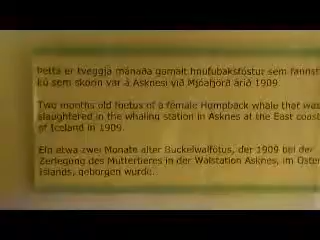 Þetta er tveggja mánaða gamalt hnúfubaksfóstur sem fannst
kú sem skorin var á Asknesi við Mjóafjörð árið 1909.
Two months old foetus of a female Humpback whale that was
slaughtered in the whaling station in Asknes at the East coast
of Iceland in 1909.
Ein etwa zwei Monate alter Buckelwalfötus, der 1909 bei der
Zerlegung des Muttertieres in der Walstation Asknes, im Osten
Islands, geborgen wurde.